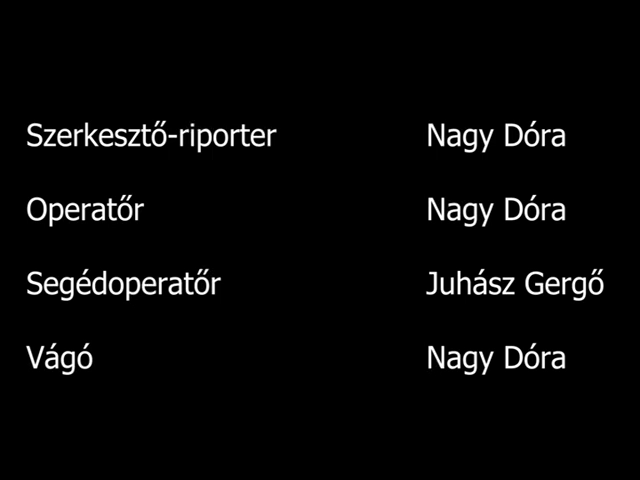 Szerkesztő-riporter Nagy Dóra
Operatőr Nagy Dóra
Segédoperatőr Juhász Gergő
Vágó Nagy Dóra